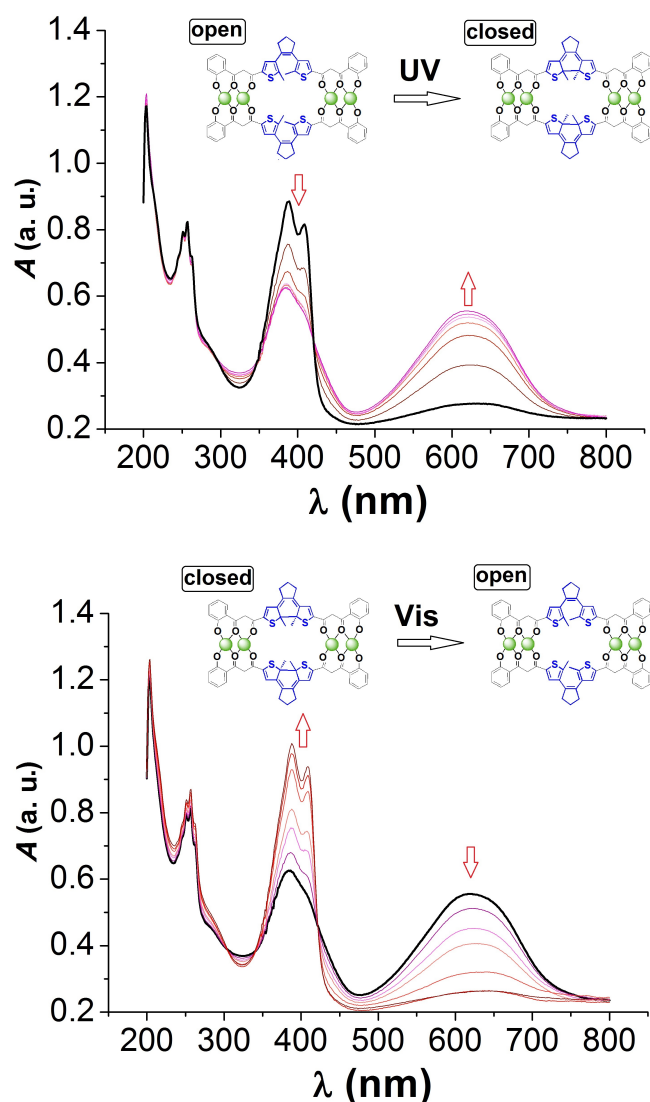 open
closed
UV
O O O O O O
S S S S
O O O O O O
1.4
1.2
1.0
0.8
0.6
0.4
0.2
A (a. u.)
200 300 400 500 600 700 800
λ (nm)
closed
open
Vis
O O O O O O
S S S S
O O O O O O
1.4
1.2
1.0
0.8
0.6
0.4
0.2
A (a. u.)
200 300 400 500 600 700 800
λ (nm)